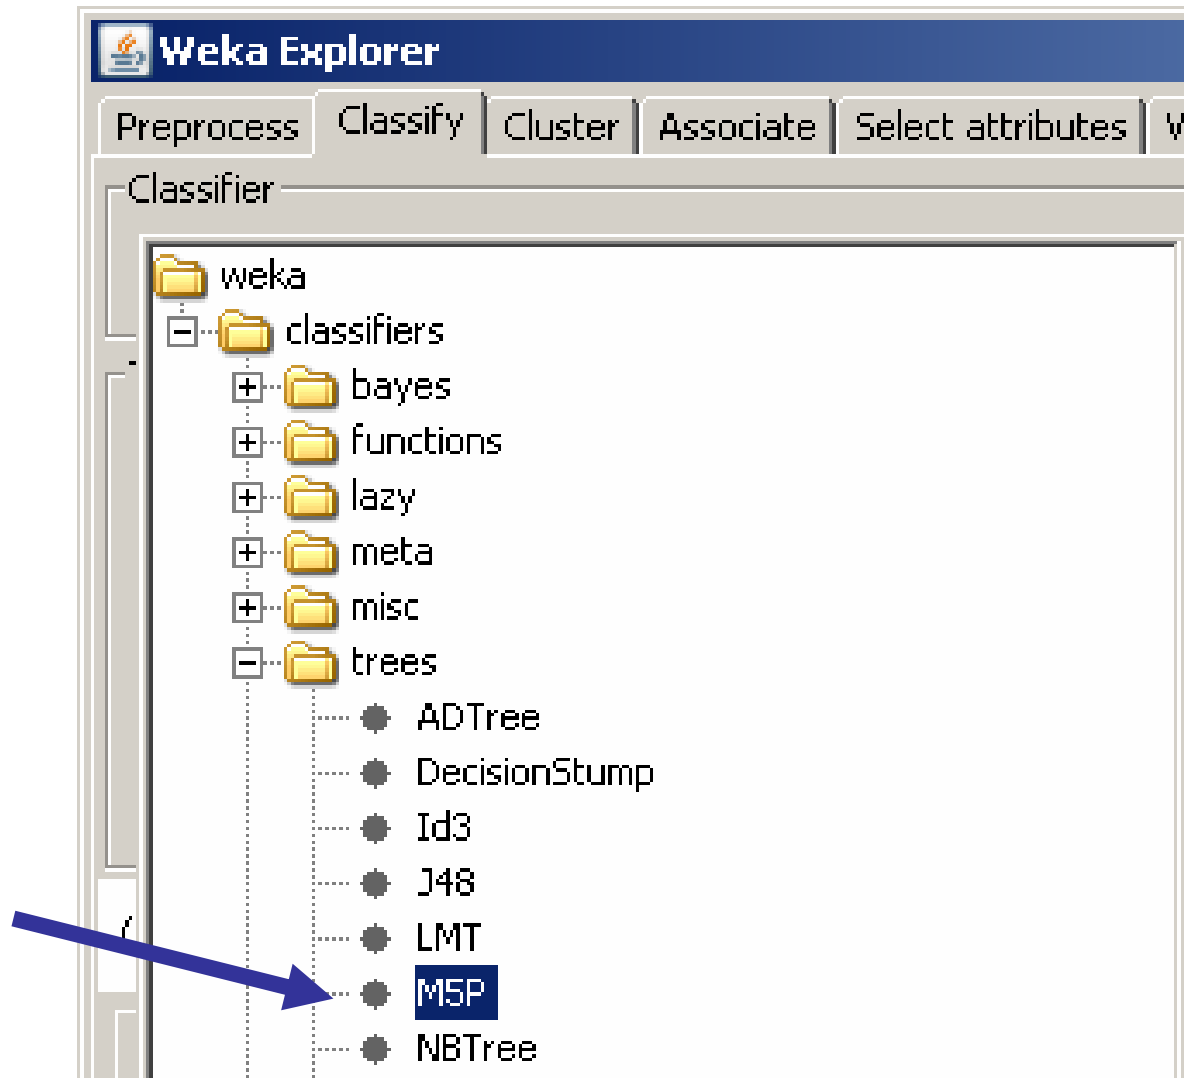 Weka Explorer
Preprocess Classify Cluster Associate Select attributes
Classifier
weka
classifiers
bayes
functions
lazy
meta
misc
trees
ADTree
DecisionStump
Id3
J48
LMT
M5P
NBTree